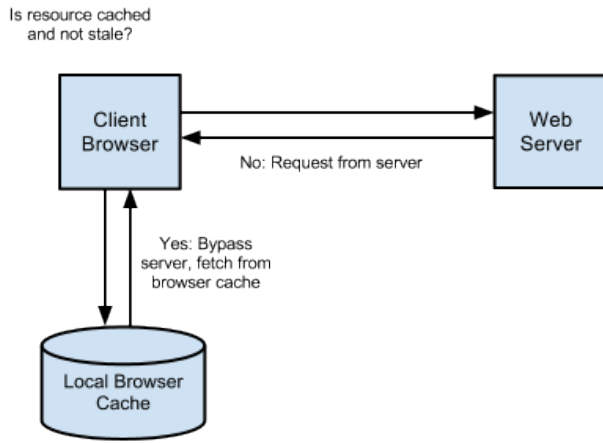 Is resource cached
and not stale?
Client
Browser
Web
Server
No: Request from server
Yes: Bypass
server, fetch from
browser cache
Local Browser
Cache